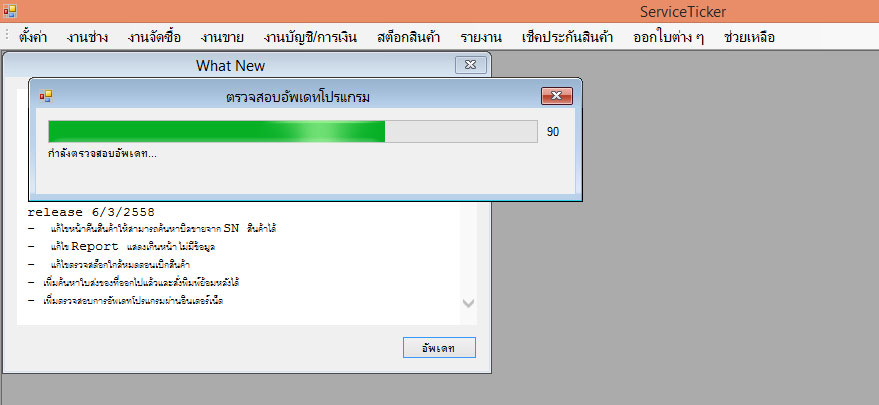 ServiceTicker
ตั้งค่า งานช่าง งานจัดซื้อ งานขาย งานบัญชี/การเงิน สต็อกสินค้า รายงาน เช็คประกันสินค้า ออกใบต่าง ๆ ช่วยเหลือ
What New
ตรวจสอบอัพเดทโปรแกรม
90
กำลังตรวจสอบอัพเดท...
release 6/3/2558
- แก้ไขหน้าคืนสินค้าให้สามารถค้นหาบิลขายจาก SN สินค้าได้
- แก้ไข Report แสดงเกินหน้า ไม่มีข้อมูล
- แก้ไขตรวจสต็อกใกล้หมดตอนเบิกสินค้า
- เพิ่มค้นหาใบส่งของที่ออกไปแล้วและสั่งพิมพ์ย้อนหลังได้
- เพิ่มตรวจสอบการอัพเดทโปรแกรมผ่านอินเตอร์เน็ต
อัพเดท